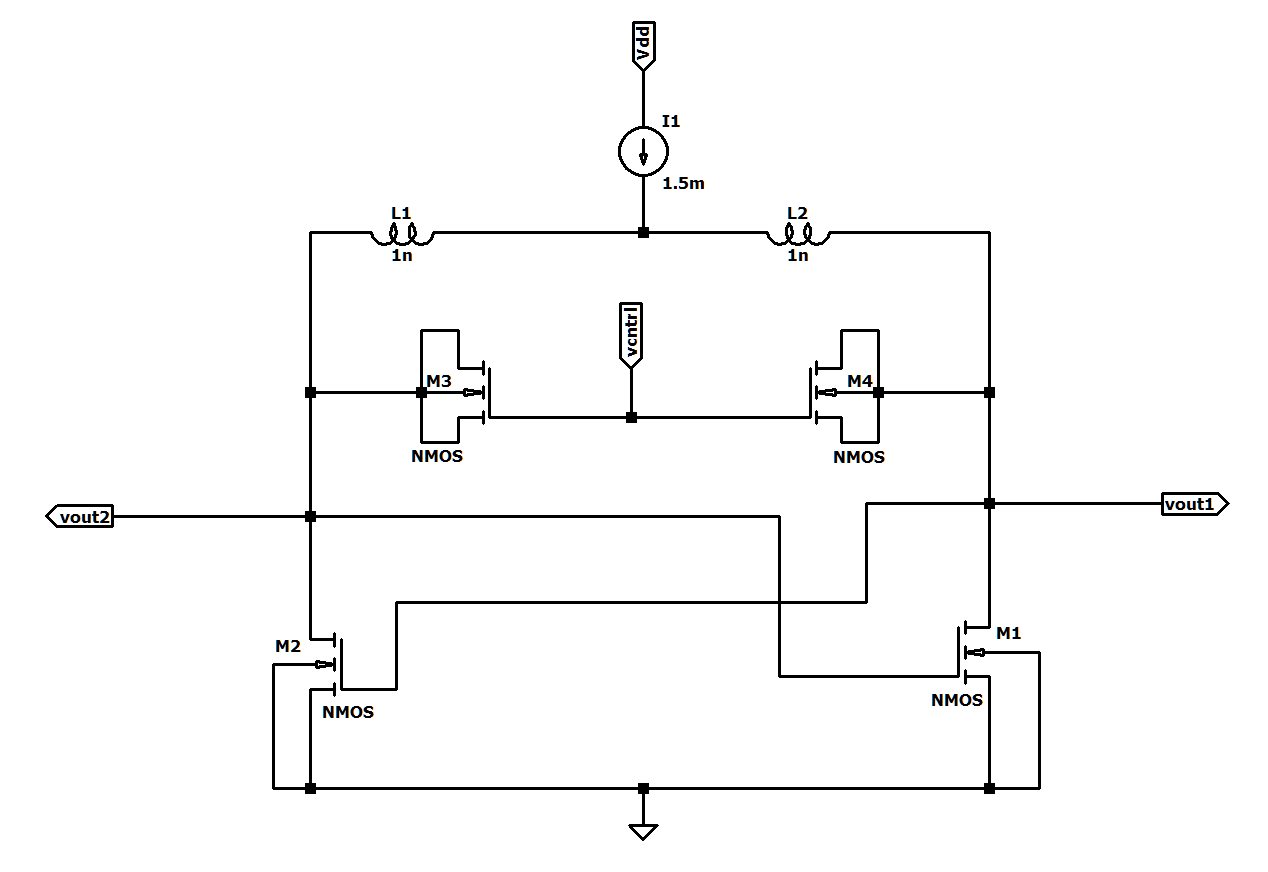 Vdd
I1
1.5m
L1
1n
L2
1n
vcntrl
M3
NMOS
M4
NMOS
vout2
vout1
M2
NMOS
M1
NMOS